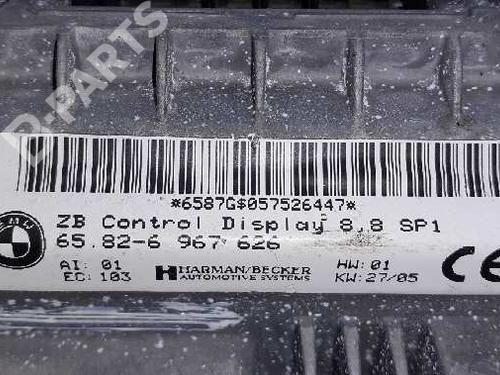 B-PARTS
*6587G$057526447*
BMW
ZB Control Display 8,8 SP1
65.82-6 967 626
AI: 01
EC: 103
HARMAN/BECKER
AUTOMOTIVE SYSTEMS
HW: 01
KW: 27/05
CE